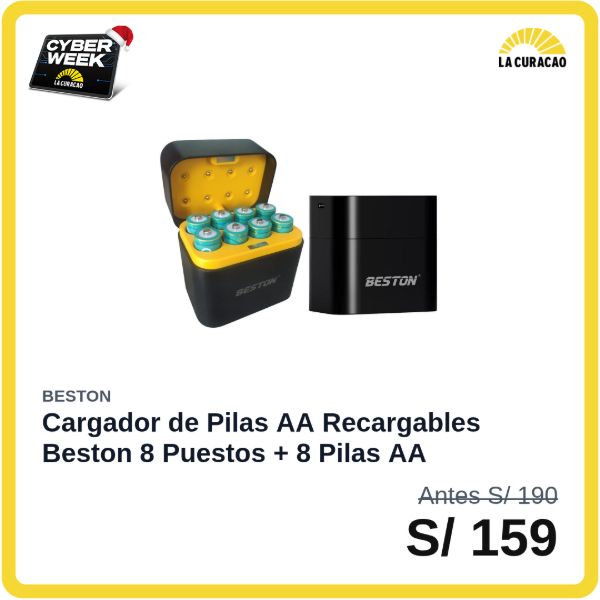 CYBER
WEEK
LA CURACAO
LA CURACAO
BESTON
BESTON
BESTON
Cargador de Pilas AA Recargables
Beston 8 Puestos + 8 Pilas AA
Antes S/ 190
S/ 159